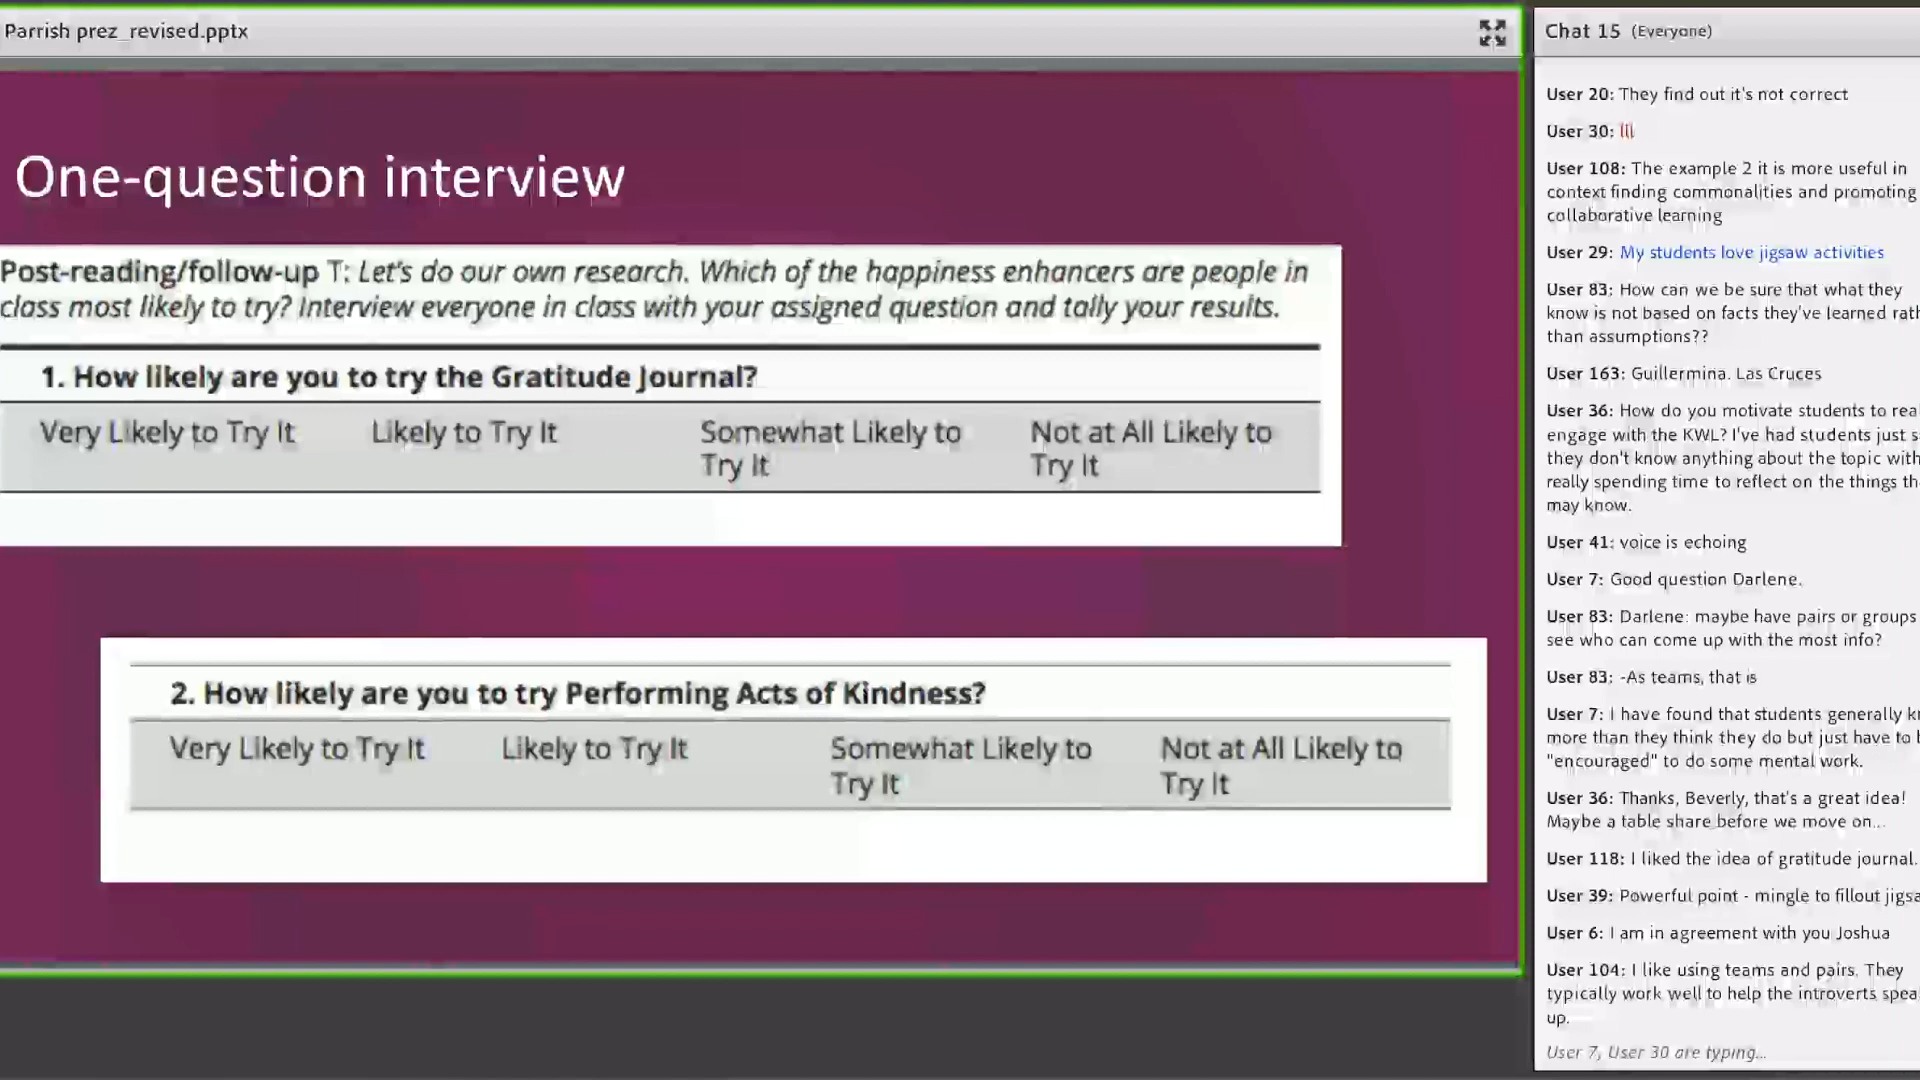 Parrish prez_revised.pptx
One-question interview
Post-reading/follow-up T: Let's do our own research. Which of the happiness enhancers are people in
class most likely to try? Interview everyone in class with your assigned question and tally your results.
1. How likely are you to try the Gratitude Journal?
Very Likely to Try It Likely to Try It Somewhat Likely to Not at All Likely to
Try It Try It
2. How likely are you to try Performing Acts of Kindness?
Very Likely to Try It Likely to Try It Somewhat Likely to Not at All Likely to
Try It Try It
Chat 15 (Everyone)
User 20: They find out it's not correct
User 30: lll
User 108: The example 2 it is more useful in
context finding commonalities and promoting
collaborative learning
User 29: My students love jigsaw activities
User 83: How can we be sure that what they
know is not based on facts they've learned
than assumptions??
User 163: Guillermina. Las Cruces
User 36: How do you motivate students to
engage with the KWL? I've had students just
they don't know anything about the topic
really spending time to reflect on the things
may know.
User 41: voice is echoing
User 7: Good question Darlene.
User 83: Darlene: maybe have pairs or groups
see who can come up with the most info?
User 83: -As teams, that is
User 7: I have found that students generally
more than they think they do but just have to
"encouraged" to do some mental work.
User 36: Thanks, Beverly, that's a great idea!
Maybe a table share before we move on...
User 118: I liked the idea of gratitude journal.
User 39: Powerful point - mingle to fillout
User 6: I am in agreement with you Joshua
User 104: I like using teams and pairs. They
typically work well to help the introverts
up.
User 7, User 30 are typing...